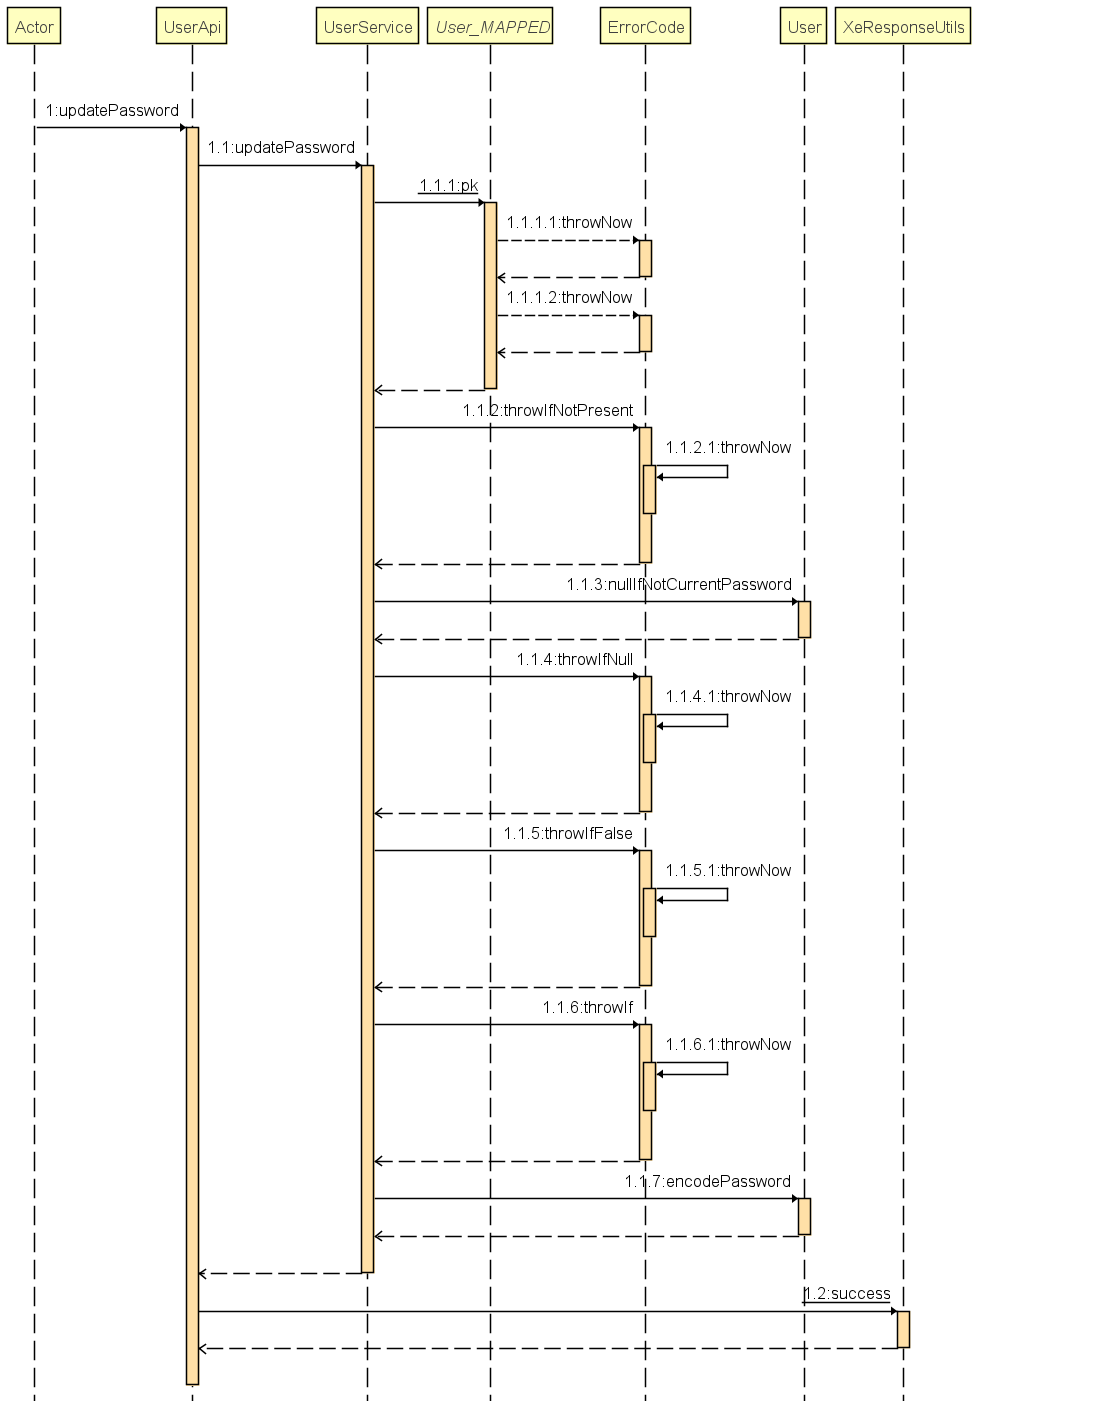 Actor
UserApi
UserService
User_MAPPED
ErrorCode
User
XeResponseUtils
1:updatePassword
1.1:updatePassword
1.1.1:pk
1.1.1.1:throwNow
1.1.1.2:throwNow
1.1.2:throwIfNotPresent
1.1.2.1:throwNow
1.1.3:nullIfNotCurrentPassword
1.1.4:throwIfNull
1.1.4.1:throwNow
1.1.5:throwIfFalse
1.1.5.1:throwNow
1.1.6:throwIf
1.1.6.1:throwNow
1.1.7:encodePassword
1.2:success